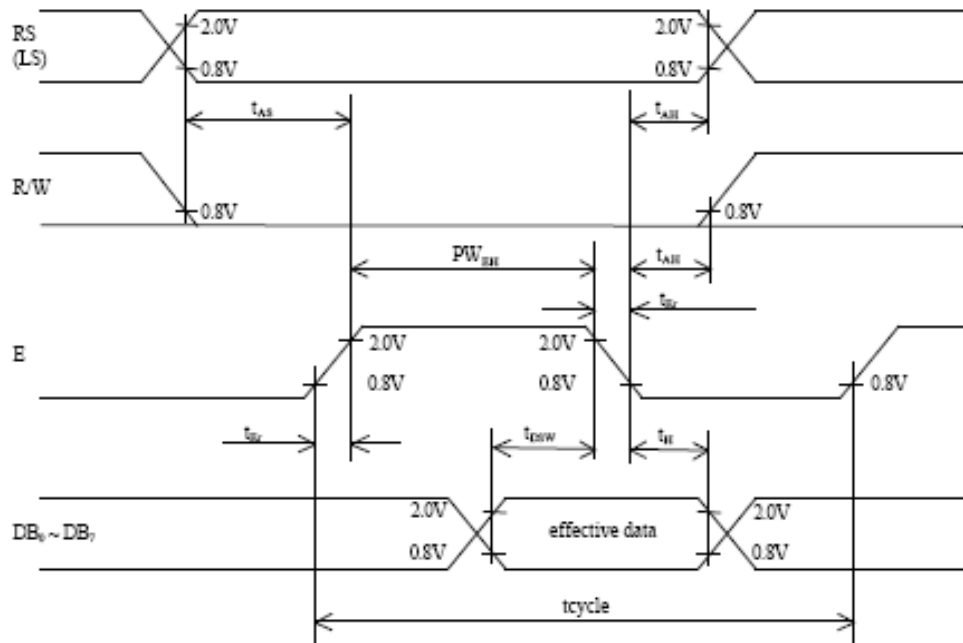 RS
(LS)
2.0V
2.0V
0.8V
0.8V
tAS
tAH
R/W
0.8V
0.8V
PWEH
tAH
tEr
E
2.0V
2.0V
0.8V
0.8V
0.8V
tEr
tDSW
tH
DB0 ~ DB7
2.0V
effective data
2.0V
0.8V
0.8V
tcycle